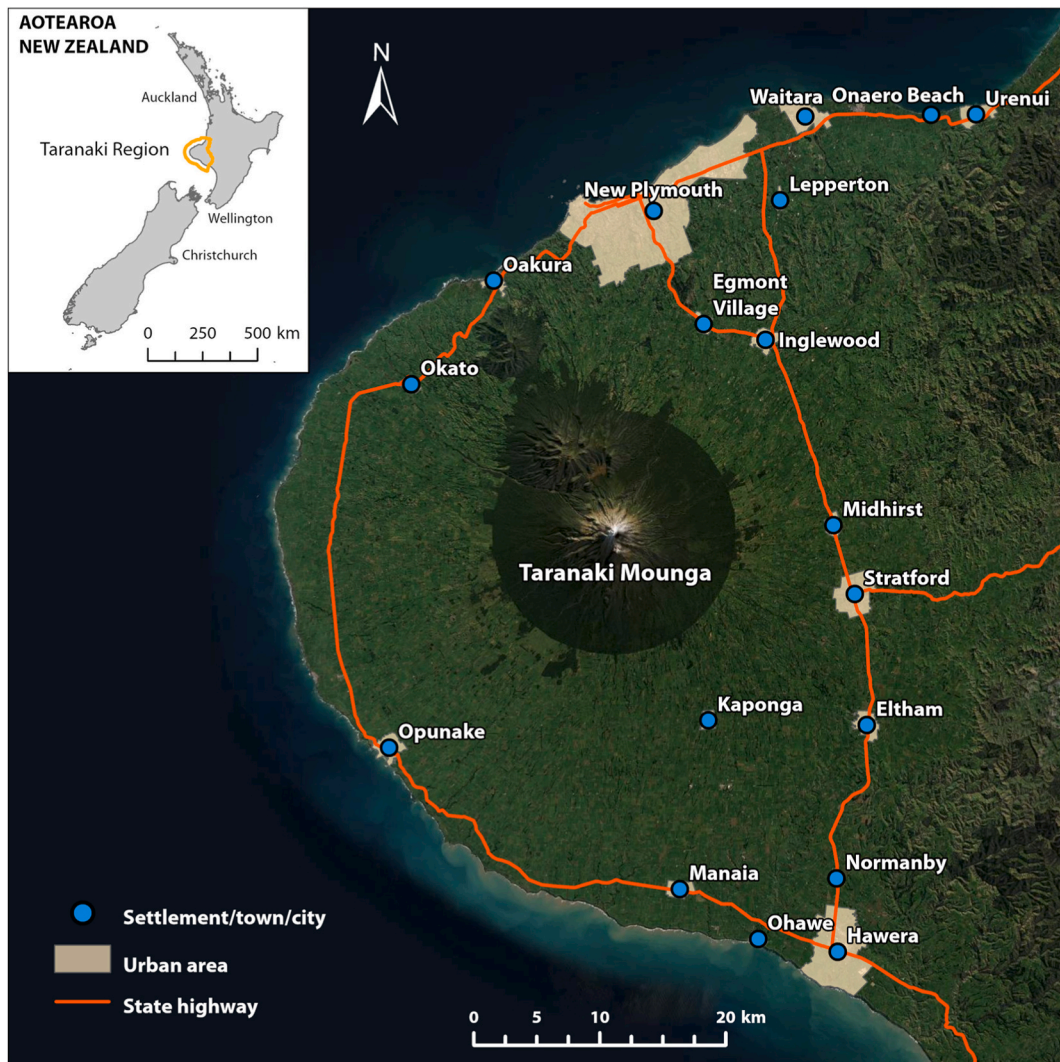 AOTEAROA
NEW ZEALAND
Auckland
Taranaki Region
Wellington
Christchurch
0 250 500 km
N
Waitara
Onaero Beach
Urenui
New Plymouth
Lepperton
Oakura
Egmont
Village
Inglewood
Okato
Midhirst
Taranaki Mounga
Stratford
Kaponga
Eltham
Opunake
Manaia
Normanby
Ohawe
Hawera
Settlement/town/city
Urban area
State highway
0 5 10 20 km